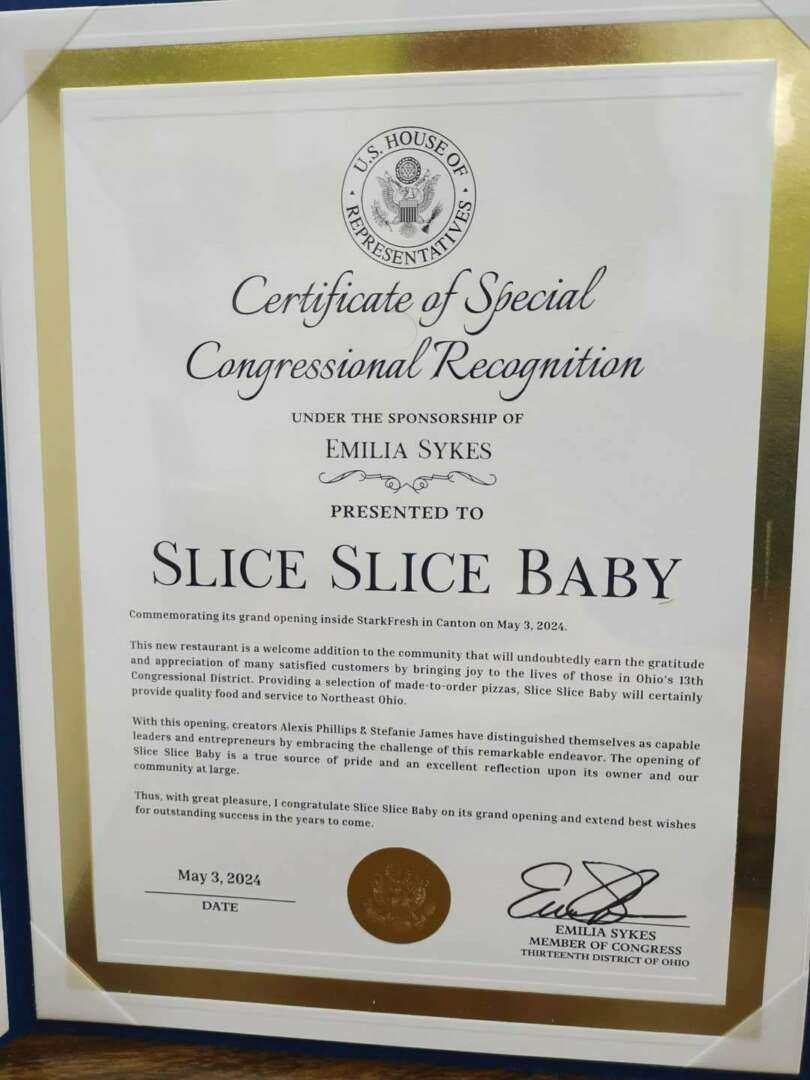 U.S. HOUSE OF
REPRESENTATIVES
Certificate of Special
Congressional Recognition
UNDER THE SPONSORSHIP OF
EMILIA SYKES
PRESENTED TO
SLICE SLICE BABY
Commemorating its grand opening inside StarkFresh in Canton on May 3, 2024.
This new restaurant is a welcome addition to the community that will undoubtedly earn the gratitude
and appreciation of many satisfied customers by bringing joy to the lives of those in Ohio's 13th
Congressional District. Providing a selection of made-to-order pizzas, Slice Slice Baby will certainly
provide quality food and service to Northeast Ohio.
With this opening, creators Alexis Phillips & Stefanie James have distinguished themselves as capable
leaders and entrepreneurs by embracing the challenge of this remarkable endeavor. The opening of
Slice Slice Baby is a true source of pride and an excellent reflection upon its owner and our
community at large.
Thus, with great pleasure, I congratulate Slice Slice Baby on its grand opening and extend best wishes
for outstanding success in the years to come.
May 3, 2024
DATE
EMILIA SYKES
MEMBER OF CONGRESS
THIRTEENTH DISTRICT OF OHIO